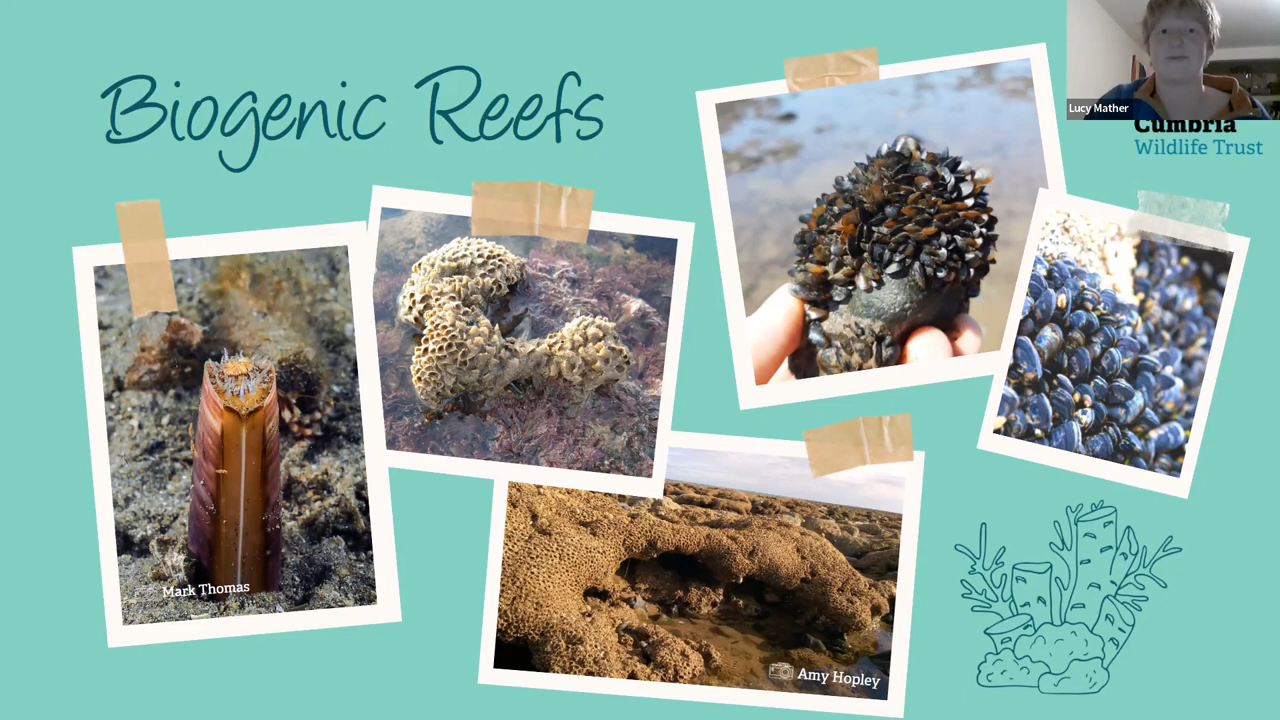 Biogenic Reefs
Lucy Mather
Cumbria
Wildlife Trust
Mark Thomas
Amy Hopley